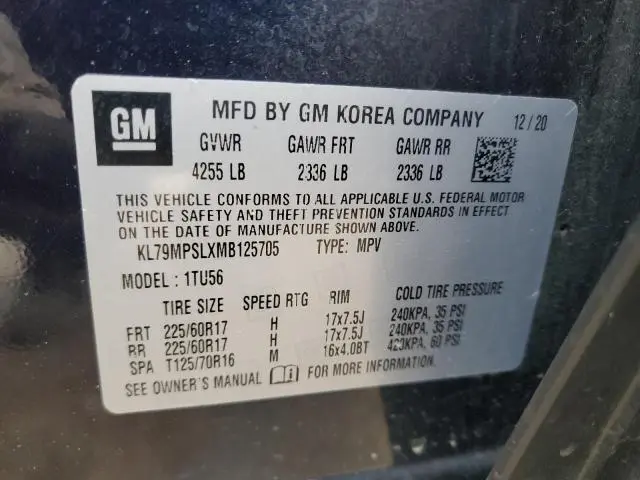 GM
MFD BY GM KOREA COMPANY 12/20
GVWR GAWR FRT GAWR RR
4255 LB 2336 LB 2336 LB
THIS VEHICLE CONFORMS TO ALL APPLICABLE U.S. FEDERAL MOTOR
VEHICLE SAFETY AND THEFT PREVENTION STANDARDS IN EFFECT
ON THE DATE OF MANUFACTURE SHOWN ABOVE.
KL79MPSLXMB125705 TYPE: MPV
MODEL: 1TU56
TIRE SIZE SPEED RTG RIM COLD TIRE PRESSURE
FRT 225/60R17 H 17x7.5J 240KPA, 35 PSI
RR 225/60R17 H 17x7.5J 240KPA, 35 PSI
SPA T125/70R16 M 16x4.0BT 420KPA, 60 PSI
SEE OWNER'S MANUAL FOR MORE INFORMATION.